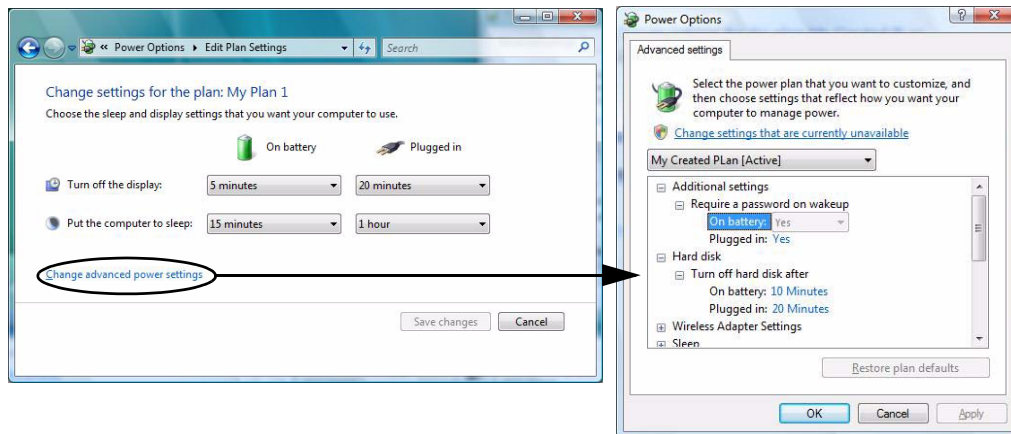 « Power Options ▸ Edit Plan Settings
Search
Change settings for the plan: My Plan 1
Choose the sleep and display settings that you want your computer to use.
On battery Plugged in
Turn off the display: 5 minutes 20 minutes
Put the computer to sleep: 15 minutes 1 hour
Change advanced power settings
Save changes Cancel
Power Options
Advanced settings
Select the power plan that you want to customize, and
then choose settings that reflect how you want your
computer to manage power.
Change settings that are currently unavailable
My Created PLan [Active]
Additional settings
Require a password on wakeup
On battery: Yes
Plugged in: Yes
Hard disk
Turn off hard disk after
On battery: 10 Minutes
Plugged in: 20 Minutes
Wireless Adapter Settings
Sleep
Restore plan defaults
OK Cancel Apply